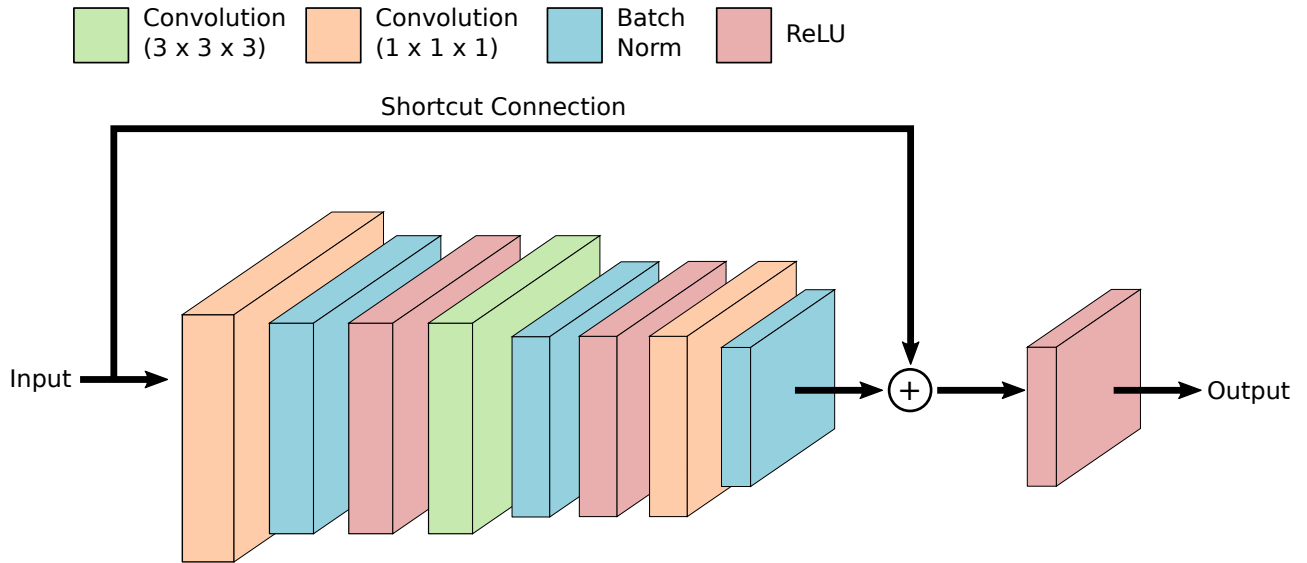 Convolution
(3 x 3 x 3)
Convolution
(1 x 1 x 1)
Batch
Norm
ReLU
Shortcut Connection
Input
+
Output